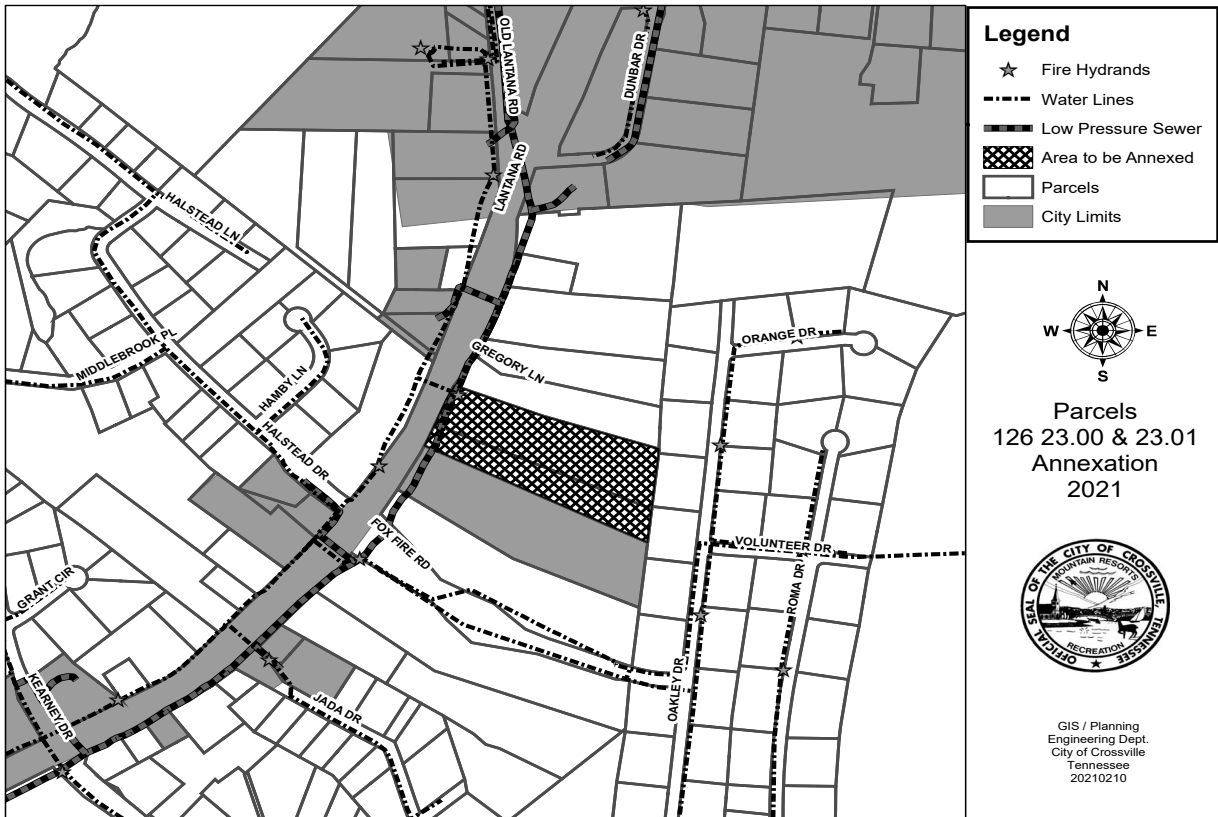 OLD LANTANA RD
DUNBAR DR
LANTANA RD
HALSTEAD LN
MIDDLEBROOK PL
HAMBY LN
HALSTEAD DR
GREGORY LN
ORANGE DR
FOX FIRE RD
VOLUNTEER DR
ROMA DR
OAKLEY DR
GRANT CIR
KEARNEY DR
JADA DR
Legend
Fire Hydrands
Water Lines
Low Pressure Sewer
Area to be Annexed
Parcels
City Limits
N
W E
S
Parcels
126 23.00 & 23.01
Annexation
2021
OFFICIAL SEAL OF THE CITY OF CROSSVILLE, TENNESSEE
MOUNTAIN RESORTS
RECREATION
GIS / Planning
Engineering Dept.
City of Crossville
Tennessee
20210210